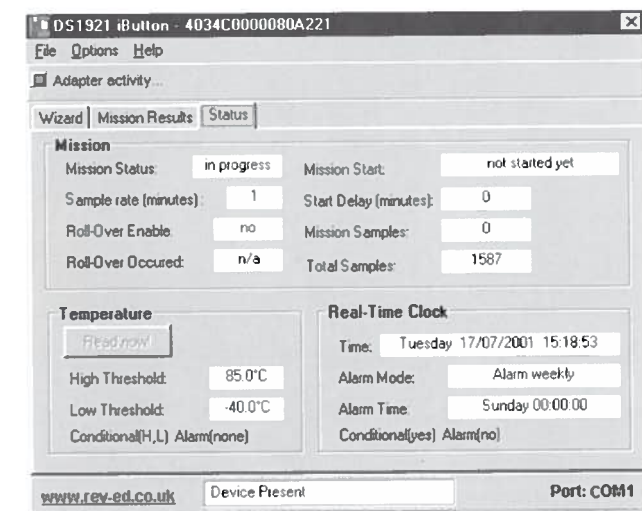 DS1921 iButton - 4034C0000080A221
File Options Help
Adapter activity...
Wizard Mission Results Status
Mission
Mission Status: in progress Mission Start: not started yet
Sample rate (minutes): 1 Start Delay (minutes): 0
Roll-Over Enable: no Mission Samples: 0
Roll-Over Occured: n/a Total Samples: 1587
Temperature
Read now!
High Threshold: 85.0°C
Low Threshold: -40.0°C
Conditional(H,L) Alarm(none)
Real-Time Clock
Time: Tuesday 17/07/2001 15:18:53
Alarm Mode: Alarm weekly
Alarm Time: Sunday 00:00:00
Conditional(yes) Alarm(no)
www.rev-ed.co.uk Device Present Port: COM1